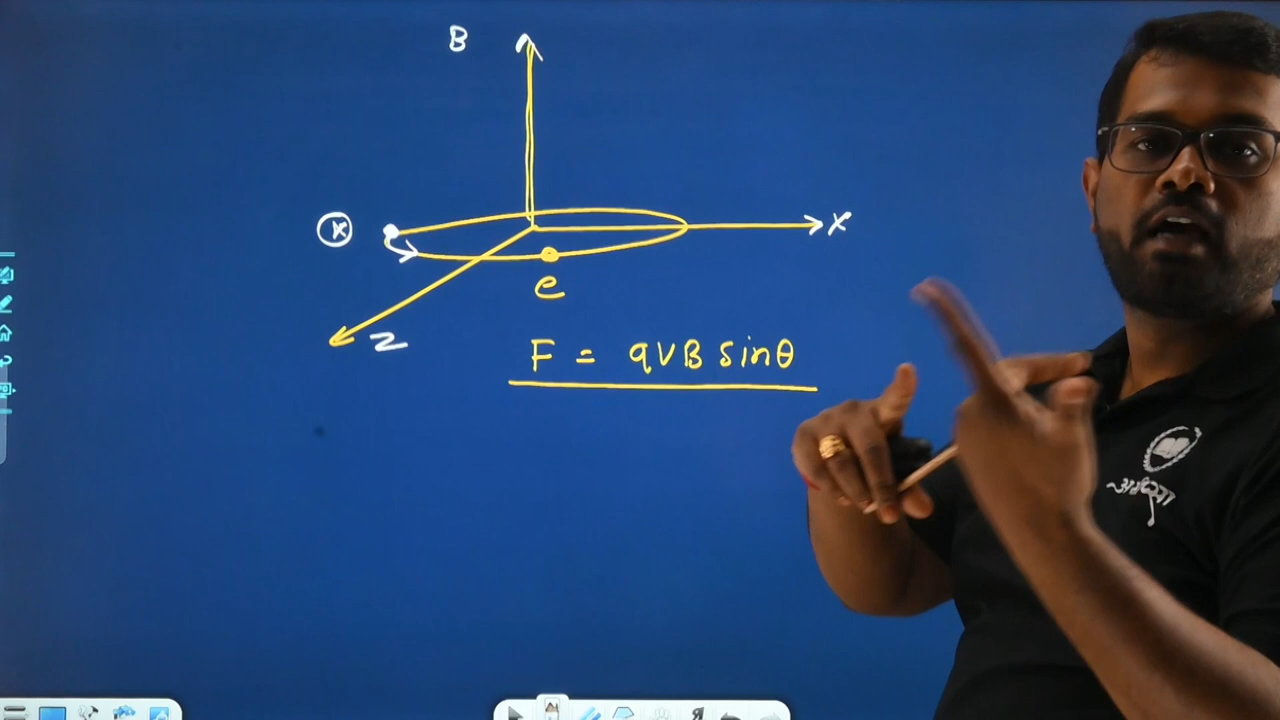 B
x
X
e
z
F = qVB sinθ